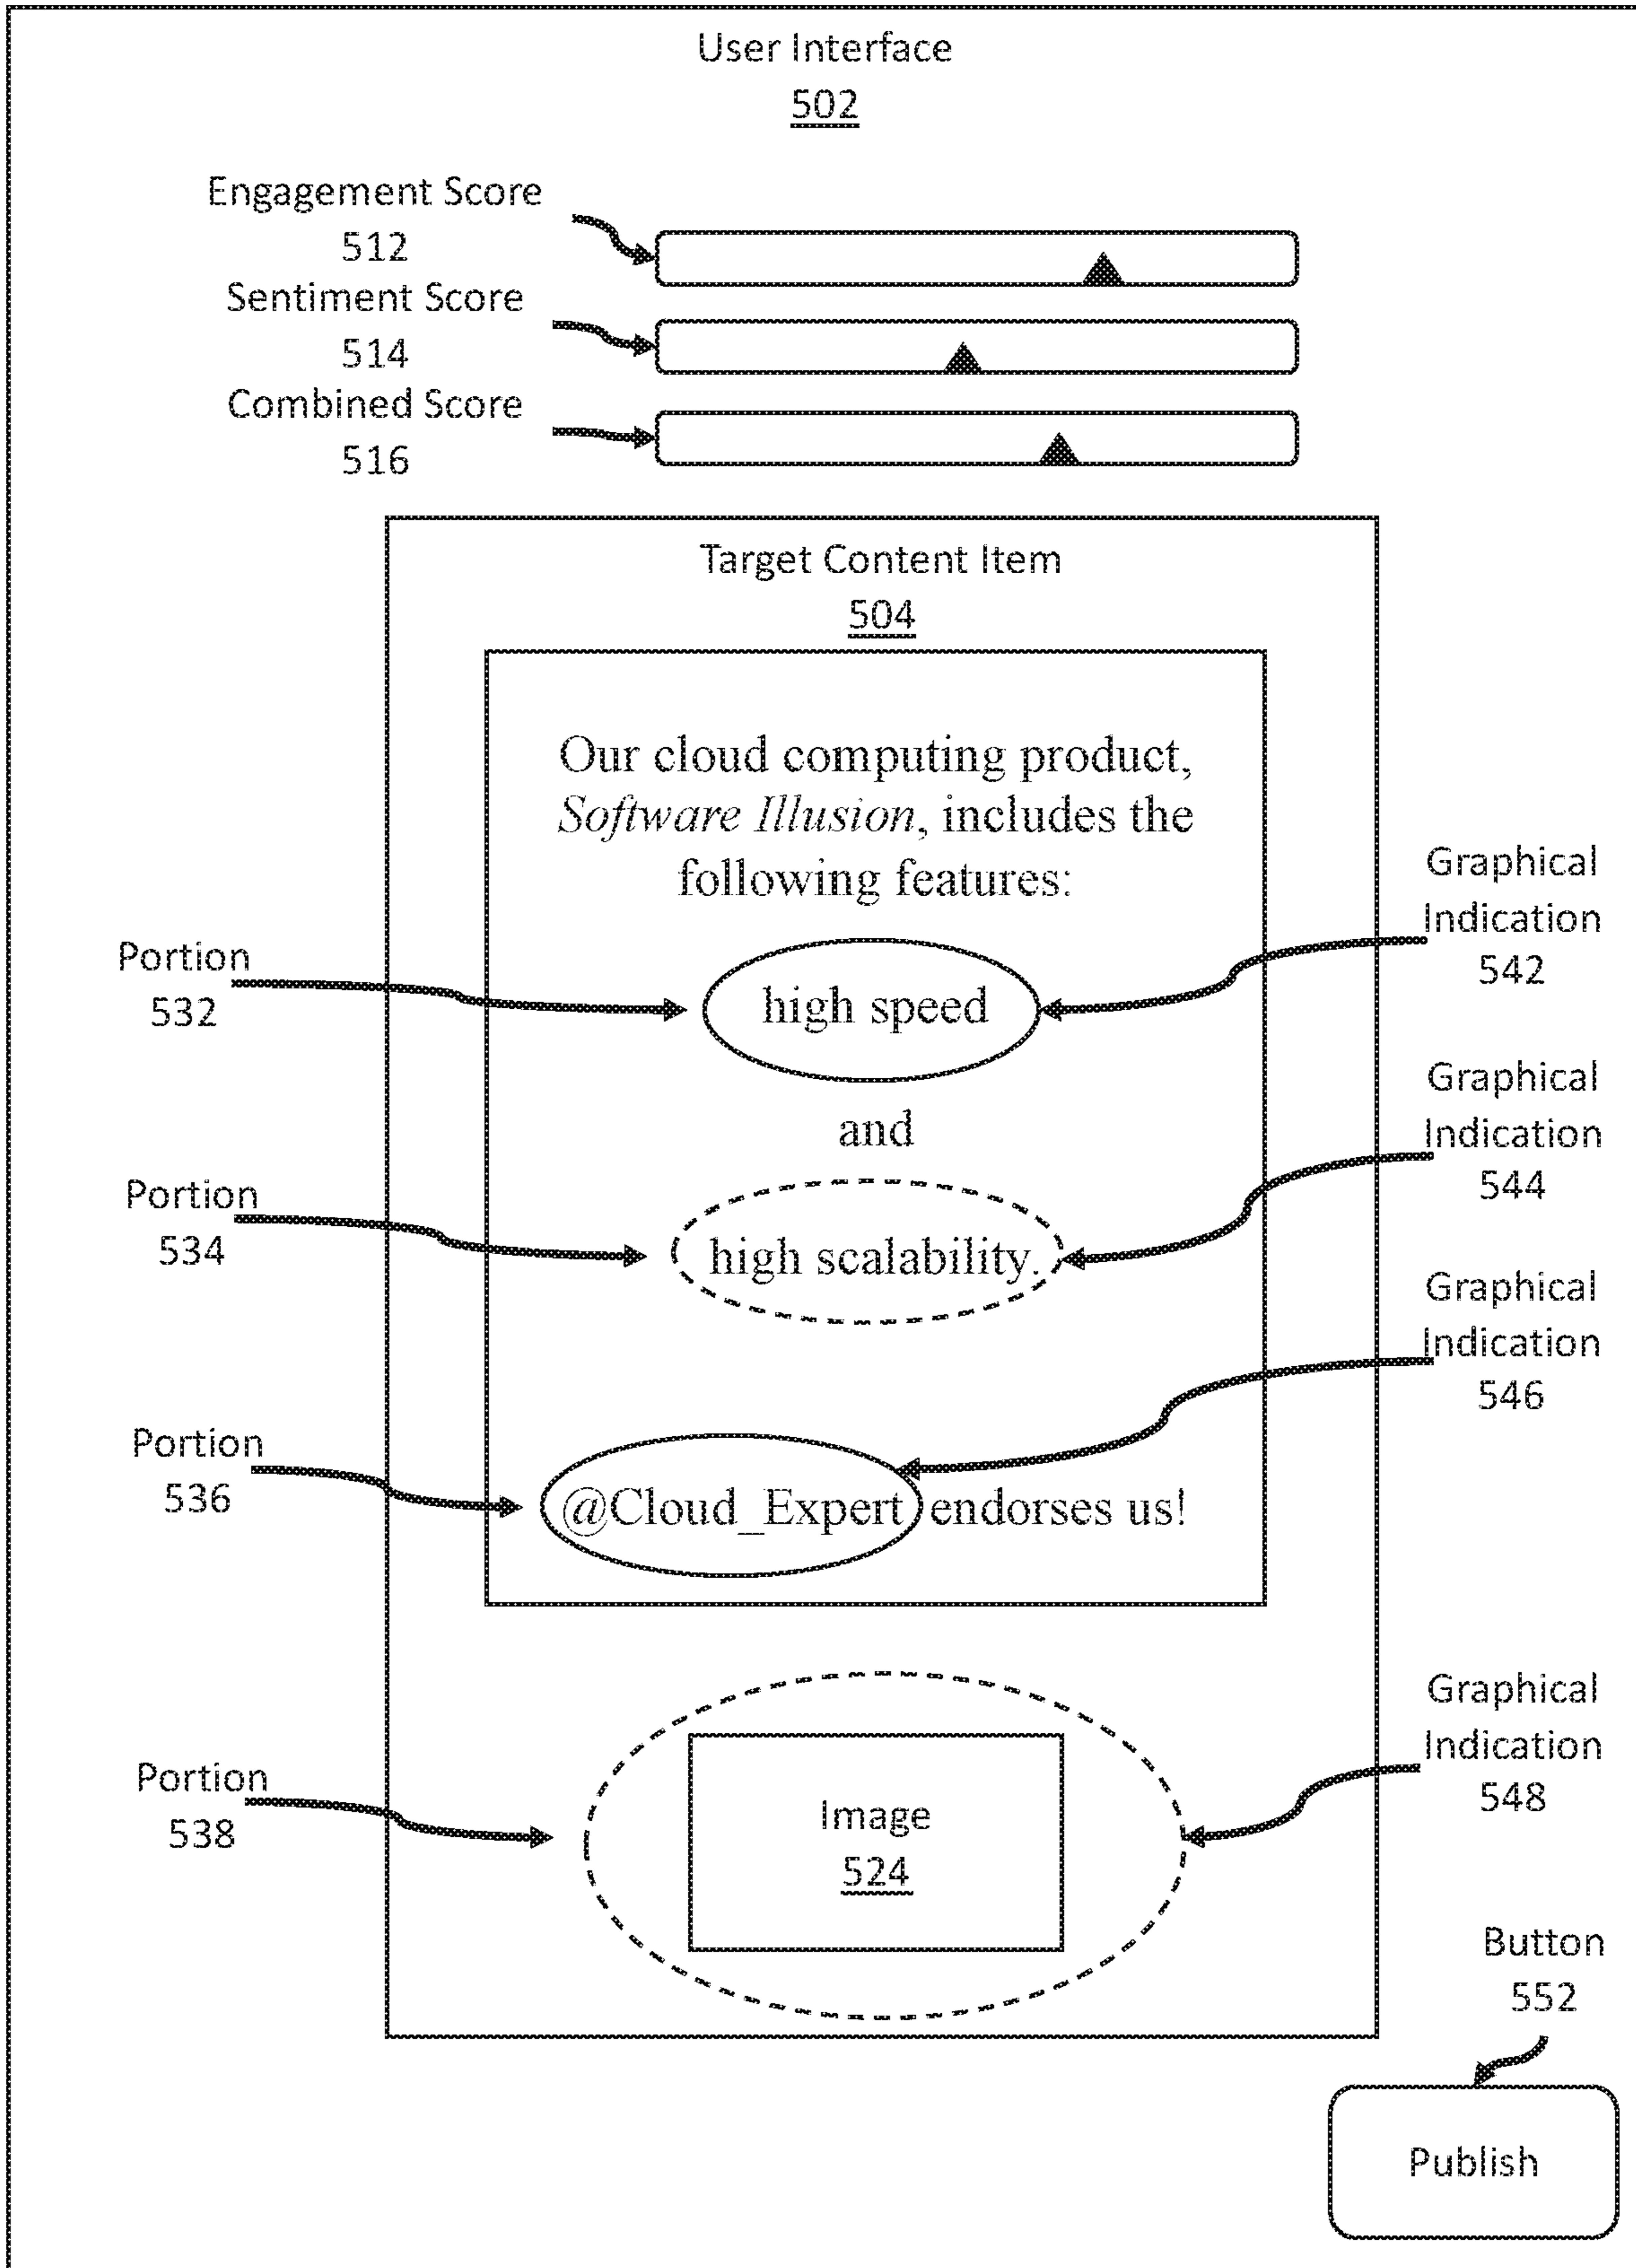 User Interface
502
Engagement Score
512
Sentiment Score
514
Combined Score
516
Target Content Item
504
Our cloud computing product,
Software Illusion, includes the
following features:
Graphical
Indication
542
Portion
532
high speed
and
Graphical
Indication
544
Portion
534
high scalability.
Graphical
Indication
546
Portion
536
@Cloud_Expert endorses us!
Graphical
Indication
548
Portion
538
Image
524
Button
552
Publish